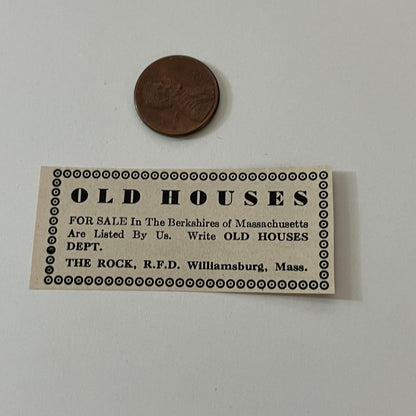 OLD HOUSES
FOR SALE In The Berkshires of Massachusetts
Are Listed By Us. Write OLD HOUSES
DEPT.
THE ROCK, R.F.D. Williamsburg, Mass.